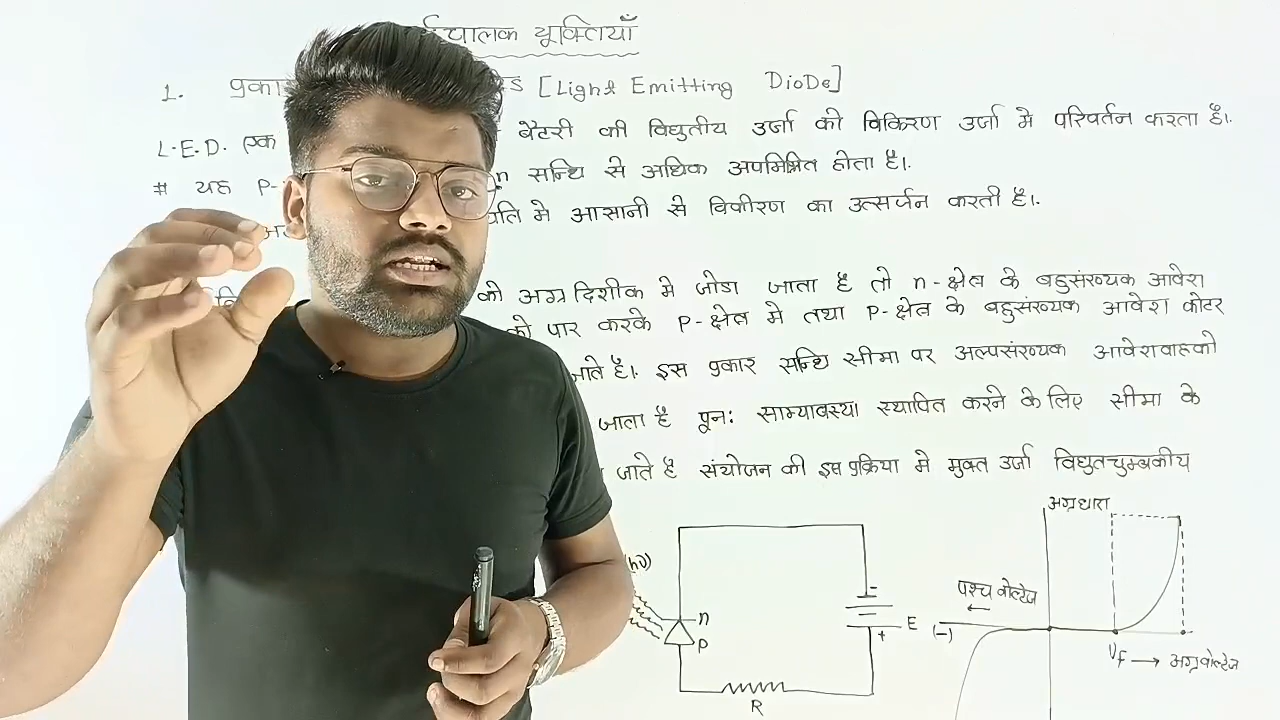 चालक यूक्तियाँ
1. प्रका [Light Emitting DioDe]
L.E.D. एक बैटरी की विधुतीय उर्जा को विकिरण उर्जा मे परिवर्तन करता है।
# यह P- n सन्धि से अधिक अपमिश्रित होता है।
मे आसानी से विकीरण का उत्सर्जन करती है।
को अग्र दिशीक मे जोडा जाता है तो n-क्षेत्र के बहुसंख्यक आवेश
को पार करके P-क्षेत्र मे तथा P-क्षेत्र के बहुसंख्यक आवेश कोटर
जाते है। इस प्रकार सन्धि सीमा पर अल्पसंख्यक आवेशवाहको
जाता है पून: साम्यावस्था स्थापित करने के लिए सीमा के
जाते है संयोजन की इस प्रक्रिया मे मुक्त उर्जा विधुतचुम्बकीय
(hυ)
n
P
R
E
+
अग्रधारा
पश्च वोल्टेज
←
(-)
VF → अग्रवोल्टेज